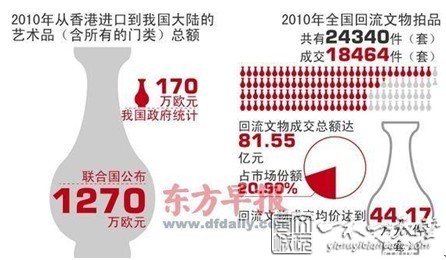 2010年从香港进口到我国大陆的
艺术品（含所有的门类）总额
170
万欧元
我国政府统计
联合国公布
1270
万欧元
东方早报
www.dfdaily.com
2010年全国回流文物拍品
共有24340件（套）
成交18464件（套）
回流文物成交总额达
81.55
亿元
占市场份额
20.90%
回流文物成交均价达到44.17